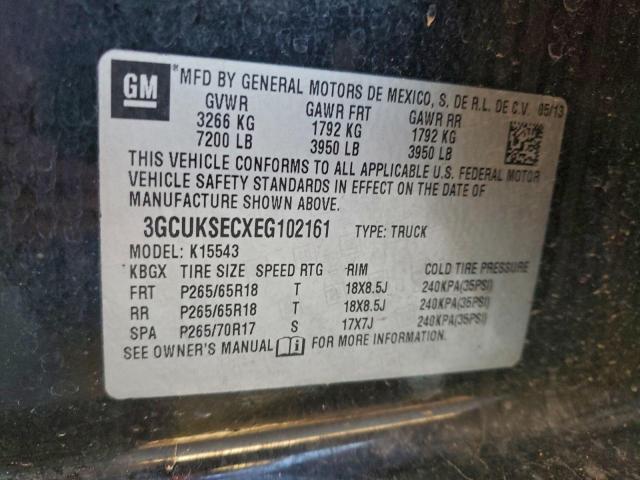 GM
*MFD BY GENERAL MOTORS DE MEXICO, S. DE R.L. DE C.V. 05/13
GVWR GAWR FRT GAWR RR
3266 KG 1792 KG 1792 KG
7200 LB 3950 LB 3950 LB
THIS VEHICLE CONFORMS TO ALL APPLICABLE U.S. FEDERAL MOTOR
VEHICLE SAFETY STANDARDS IN EFFECT ON THE DATE OF
MANUFACTURE SHOWN ABOVE.
3GCUKSECXEG102161 TYPE: TRUCK
MODEL: K15543
KBGX TIRE SIZE SPEED RTG RIM COLD TIRE PRESSURE
FRT P265/65R18 T 18X8.5J 240KPA(35PSI)
RR P265/65R18 T 18X8.5J 240KPA(35PSI)
SPA P265/70R17 S 17X7J 240KPA(35PSI)
SEE OWNER'S MANUAL i FOR MORE INFORMATION.